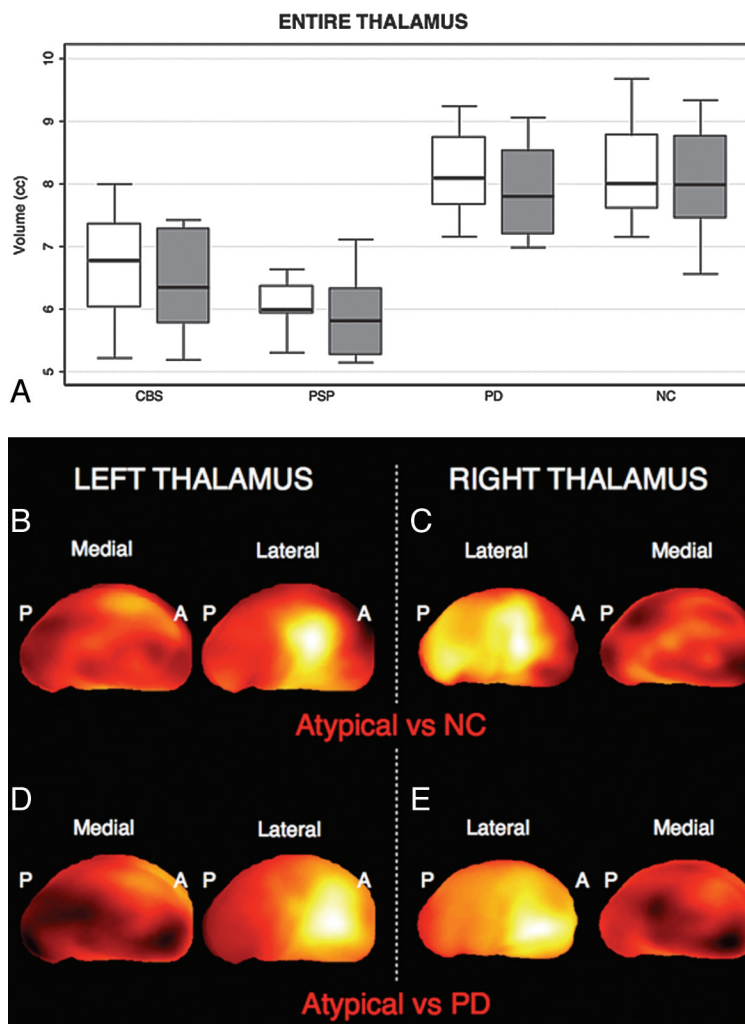 ENTIRE THALAMUS
10
9
8
7
6
5
Volume (cc)
CBS PSP PD NC
A
LEFT THALAMUS RIGHT THALAMUS
B C
Medial Lateral Lateral Medial
P A P A P A P
Atypical vs NC
D E
Medial Lateral Lateral Medial
P A P A P A P
Atypical vs PD